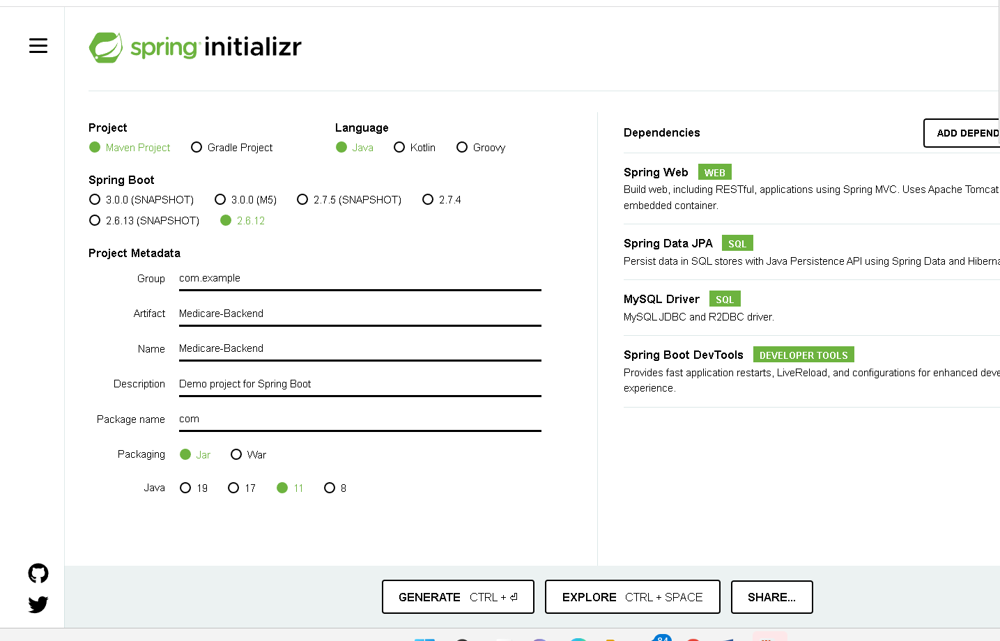 spring initializr
Project
Maven Project Gradle Project
Language
Java Kotlin Groovy
Spring Boot
3.0.0 (SNAPSHOT) 3.0.0 (M5) 2.7.5 (SNAPSHOT) 2.7.4
2.6.13 (SNAPSHOT) 2.6.12
Project Metadata
Group com.example
Artifact Medicare-Backend
Name Medicare-Backend
Description Demo project for Spring Boot
Package name com
Packaging Jar War
Java 19 17 11 8
Dependencies ADD DEPEND
Spring Web WEB
Build web, including RESTful, applications using Spring MVC. Uses Apache Tomcat
embedded container.
Spring Data JPA SQL
Persist data in SQL stores with Java Persistence API using Spring Data and Hiberna
MySQL Driver SQL
MySQL JDBC and R2DBC driver.
Spring Boot DevTools DEVELOPER TOOLS
Provides fast application restarts, LiveReload, and configurations for enhanced deve
experience.
GENERATE CTRL + ⏎ EXPLORE CTRL + SPACE SHARE...